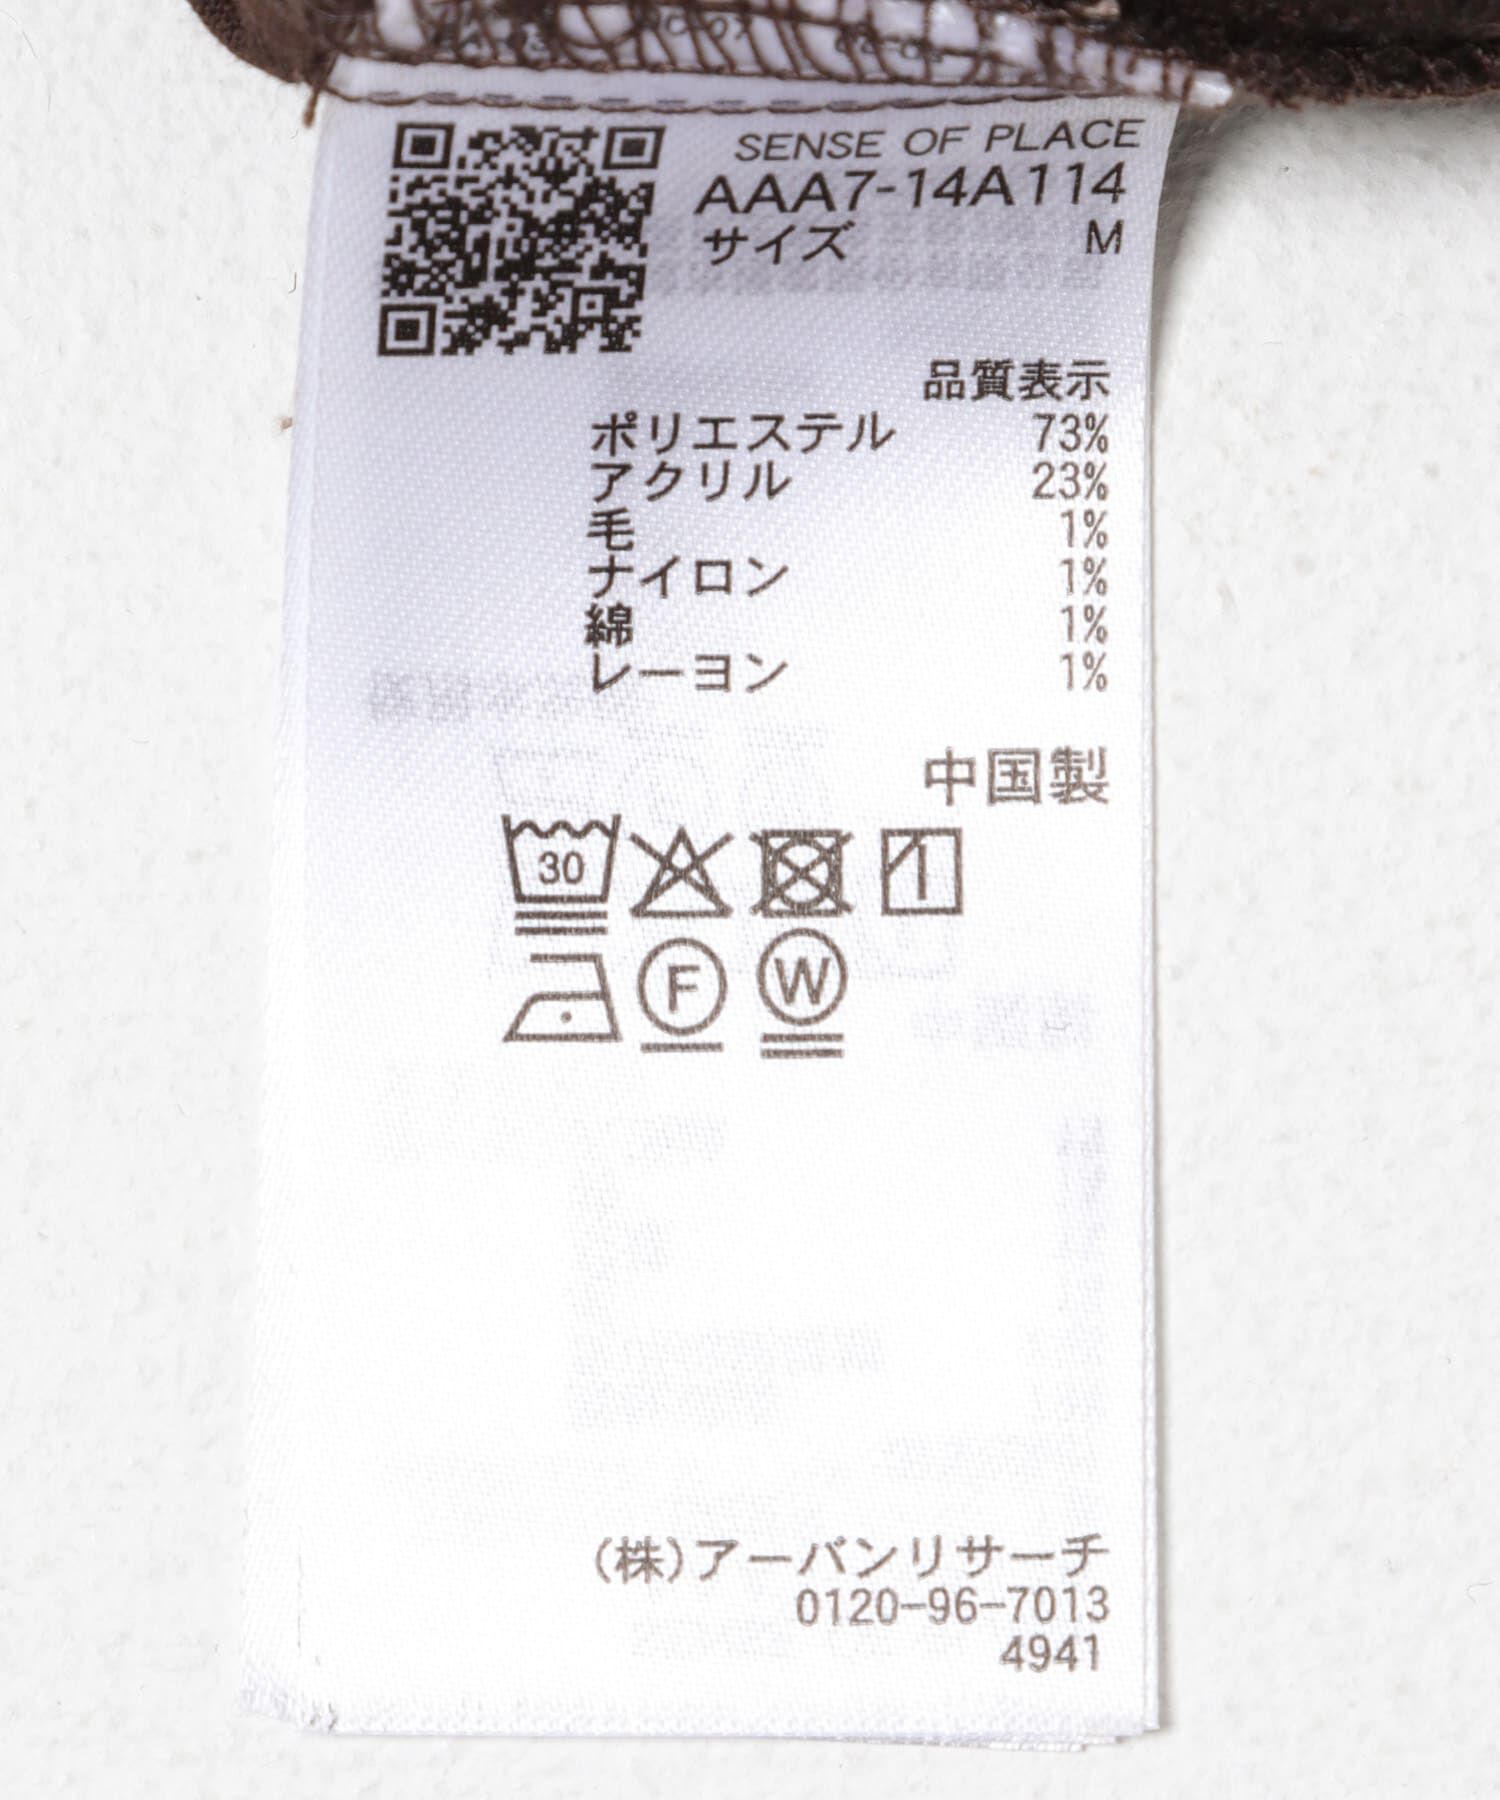 SENSE OF PLACE
AAA7-14A114
サイズ M
品質表示
ポリエステル 73%
アクリル 23%
毛 1%
ナイロン 1%
綿 1%
レーヨン 1%
中国製
30
F W
(株)アーバンリサーチ
0120-96-7013
4941